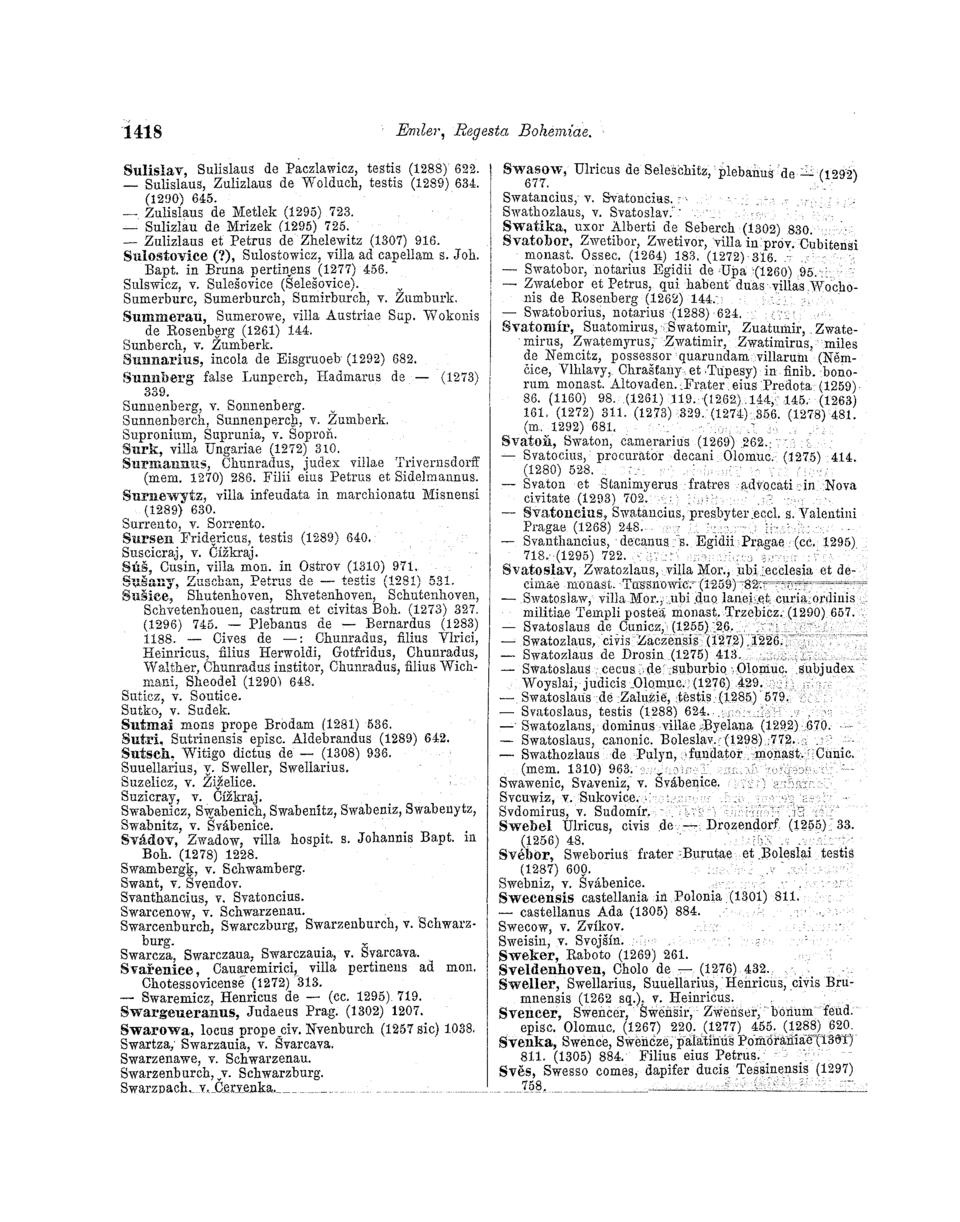 1418
Emler, Regesta Bohemiae.
Sulislav, Sulislaus de Paczlawicz, testis (1288) 622.
— Sulislaus, Zulizlaus de Wolduch, testis (1289) 634.
(1290) 645.
— Zulislaus de Metlek (1295) 723.
— Sulizlau de Mrizek (1295) 725.
— Zulizlaus et Petrus de Zhelewitz (1307) 916.
Sulostovice (?), Sulostowicz, villa ad capellam s. Joh.
Bapt. in Bruna pertinens (1277) 456.
Sulswicz, v. Sulešovice (Šelešovice).
Sumerburc, Sumerburch, Sumirburch, v. Žumburk.
Summerau, Sumerowe, villa Austriae Sup. Wokonis
de Rosenberg (1261) 144.
Sunberch, v. Žumberk.
Sunnarius, incola de Eisgrueb (1292) 682.
Sunnberg false Lunperch, Hadmarus de — (1273)
339.
Sunnenberg, v. Sonnenberg.
Sunnenberch, Sunnenperch, v. Žumberk.
Supronium, Suprunia, v. Šoproň.
Surk, villa Ungariae (1272) 310.
Surmannus, Chunradus, judex villae Trivernsdorff
(mem. 1270) 286. Filii eius Petrus et Sidelmannus.
Surnewytz, villa infeudata in marchionatu Misnensi
(1289) 630.
Surrento, v. Sorrento.
Sursen Fridericus, testis (1289) 640.
Suscicraj, v. Čížkraj.
Súš, Cusin, villa mon. in Ostrov (1310) 971.
Sušany, Zuschan, Petrus de — testis (1281) 531.
Sušice, Shutenhoven, Shvetenhoven, Schutenhoven,
Schvetenhouen, castrum et civitas Boh. (1273) 327.
(1296) 745. — Plebanus de — Bernardus (1283)
1188. — Cives de —: Chunradus, filius Vlrici,
Heinricus, filius Herwoldi, Gotfridus, Chunradus,
Walther, Chunradus institor, Chunradus, filius Wich-
mani, Sheodel (1290) 648.
Suticz, v. Soutice.
Sutko, v. Sudek.
Sutmai mons prope Brodam (1281) 536.
Sutri, Sutrinensis episc. Aldebrandus (1289) 642.
Sutsch, Witigo dictus de — (1308) 936.
Suuellarius, v. Sweller, Swellarius.
Suzelicz, v. Žiželice.
Suzicray, v. Čížkraj.
Swabenicz, Swabenich, Swabenitz, Swabeniz, Swabenytz,
Swabnitz, v. Švábenice.
Svádov, Zwadow, villa hospit. s. Johannis Bapt. in
Boh. (1278) 1228.
Swambergk, v. Schwamberg.
Swant, v. Švendov.
Svanthancius, v. Svatoncius.
Swarcenow, v. Schwarzenau.
Swarcenburch, Swarczburg, Swarzenburch, v. Schwarz-
burg.
Swarcza, Swarczaua, Swarczauia, v. Švarcava.
Svařenice, Cauaremirici, villa pertinens ad mon.
Chotessovicense (1272) 313.
— Swaremicz, Henricus de — (cc. 1295) 719.
Swargeueranus, Judaeus Prag. (1302) 1207.
Swarowa, locus prope civ. Nvenburch (1257 sic) 1038.
Swartza, Swarzauia, v. Švarcava.
Swarzenawe, v. Schwarzenau.
Swarzenburch, v. Schwarzburg.
Swarzpach, v. Červenka.
Swasow, Ulricus de Seleschitz, plebanus de — (1292)
677.
Swatancius, v. Svatoncius.
Swathozlaus, v. Svatoslav.
Swatika, uxor Alberti de Seberch (1302) 830.
Svatobor, Zwetibor, Zwetivor, villa in prov. Cubitensi
monast. Ossec. (1264) 183. (1272) 316.
— Swatobor, notarius Egidii de Upa (1260) 95.
— Zwatebor et Petrus, qui habent duas villas Wocho-
nis de Rosenberg (1262) 144.
— Swatoborius, notarius (1288) 624.
Svatomír, Suatomirus, Swatomir, Zuatumir, Zwate-
mirus, Zwatemyrus, Zwatimir, Zwatimirus, miles
de Nemcitz, possessor quarundam villarum (Něm-
čice, Vlhlavy, Chrašťany et Tupesy) in finib. bono-
rum monast. Altovaden. Frater eius Predota (1259)
86. (1160) 98. (1261) 119. (1262) 144, 145. (1263)
161. (1272) 311. (1273) 329. (1274) 356. (1278) 481.
(m. 1292) 681.
Svatoň, Swaton, camerarius (1269) 262.
— Svatocius, procurator decani Olomuc. (1275) 414.
(1280) 528.
— Svaton et Stanimyerus fratres advocati in Nova
civitate (1293) 702.
— Svatoncius, Swatancius, presbyter eccl. s. Valentini
Pragae (1268) 248.
— Svanthancius, decanus s. Egidii Pragae (cc. 1295)
718. (1295) 722.
Svatoslav, Zwatozlaus, villa Mor., ubi ecclesia et de-
cimae monast. Tussnowic. (1259) 82.
— Swatoslaw, villa Mor., ubi duo lanei et curia ordinis
militiae Templi postea monast. Trzebicz. (1290) 657.
— Svatoslaus de Cunicz, (1255) 26.
— Swatozlaus, civis Zaczensis (1272) 1226.
— Swatozlaus de Drosin (1275) 413.
— Swatoslaus cecus de suburbio Olomuc. subjudex
Woyslai, judicis Olomuc. (1276) 429.
— Swatoslaus de Zalužiě, testis (1285) 579.
— Svatoslaus, testis (1288) 624.
— Swatozlaus, dominus villae Byelana (1292) 670.
— Swatoslaus, canonic. Boleslav. (1298) 772.
— Swathozlaus de Pulyn, fundator monast. Cunic.
(mem. 1310) 963.
Swawenic, Svaveniz, v. Švábenice.
Svcuwiz, v. Sukovice.
Svdomirus, v. Sudomír.
Swebel Ulricus, civis de — Drozendorf (1255) 33.
(1256) 48.
Svébor, Sweborius frater Burutae et Boleslai testis
(1287) 600.
Swebniz, v. Švábenice.
Swecensis castellania in Polonia (1301) 811.
— castellanus Ada (1305) 884.
Swecow, v. Zvíkov.
Sweisin, v. Svojšín.
Sweker, Raboto (1269) 261.
Sveldenhoven, Cholo de — (1276) 432.
Sweller, Swellarius, Suuellarius, Henricus, civis Bru-
mnensis (1262 sq.), v. Heinricus.
Svencer, Swencer, Swensir, Zwenser, bonum feud.
episc. Olomuc. (1267) 220. (1277) 455. (1288) 620.
Svenka, Swence, Swencze, palatinus Pomoraniae (1301)
811. (1305) 884. Filius eius Petrus.
Svěs, Swesso comes, dapifer ducis Tessinensis (1297)
758.